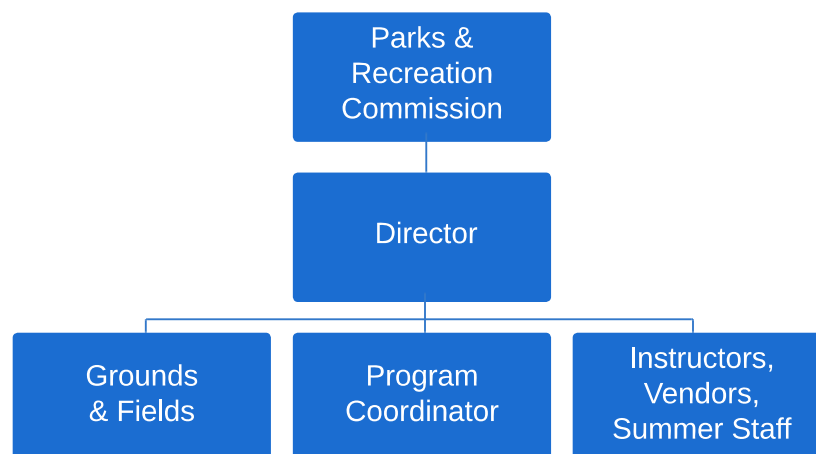 Parks &
Recreation
Commission
Director
Grounds
& Fields
Program
Coordinator
Instructors,
Vendors,
Summer Staff